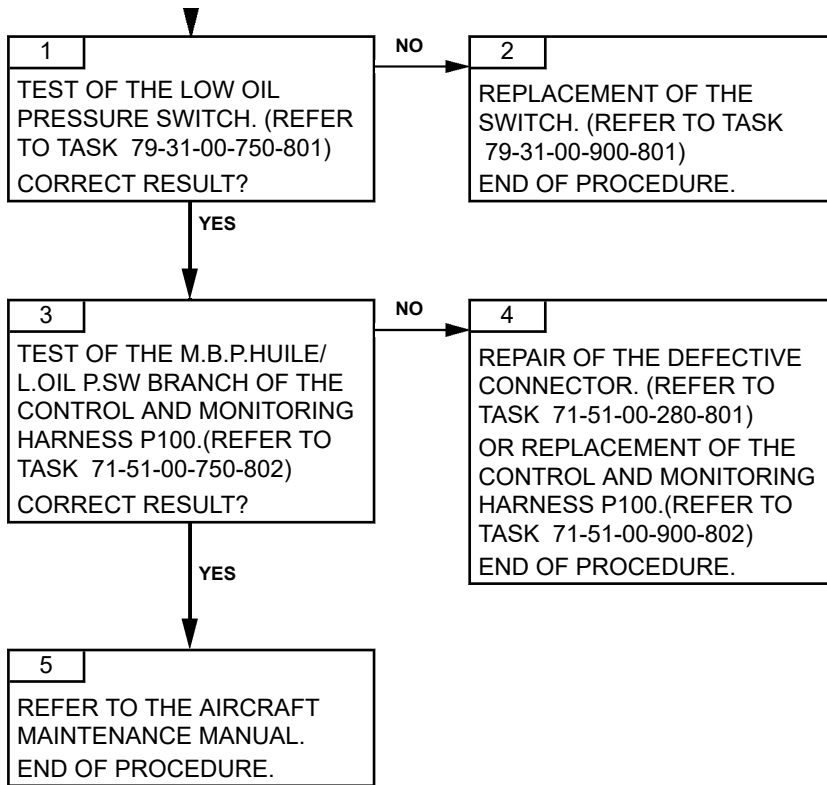 1
TEST OF THE LOW OIL
PRESSURE SWITCH. (REFER
TO TASK  79-31-00-750-801)
CORRECT RESULT?
NO
2
REPLACEMENT OF THE
SWITCH. (REFER TO TASK
79-31-00-900-801)
END OF PROCEDURE.
YES
3
TEST OF THE M.B.P.HUILE/
L.OIL P.SW BRANCH OF THE
CONTROL AND MONITORING
HARNESS P100.(REFER TO
TASK  71-51-00-750-802)
CORRECT RESULT?
NO
4
REPAIR OF THE DEFECTIVE
CONNECTOR. (REFER TO
TASK  71-51-00-280-801)
OR REPLACEMENT OF THE
CONTROL AND MONITORING
HARNESS P100.(REFER TO
TASK  71-51-00-900-802)
END OF PROCEDURE.
YES
5
REFER TO THE AIRCRAFT
MAINTENANCE MANUAL.
END OF PROCEDURE.